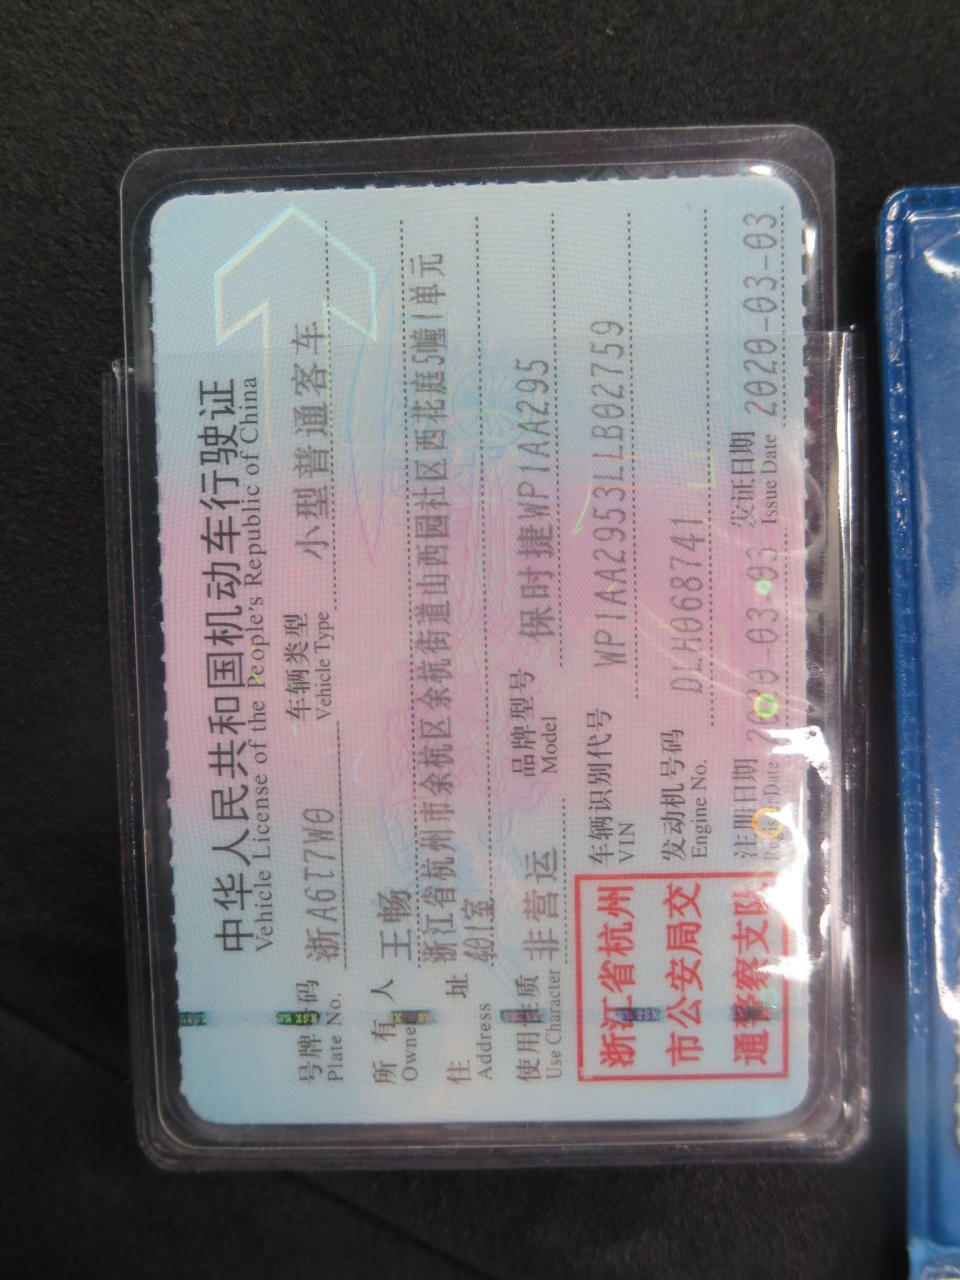 中华人民共和国机动车行驶证
Vehicle License of the People's Republic of China
号牌号码 浙A6T7W0 车辆类型 小型普通客车
Plate No. Vehicle Type
所有人 王畅
Owner
住址 浙江省杭州市余杭区余杭街道山西园社区西花庭5幢1单元
Address 401室
使用性质 非营运 品牌型号 保时捷WP1AA295
Use Character Model
浙江省杭州 车辆识别代号 WP1AA2953LLB02759
VIN
市公安局交 发动机号码 DLH068741
Engine No.
通警察支队 注册日期 2020-03-03 发证日期 2020-03-03
Register Date Issue Date